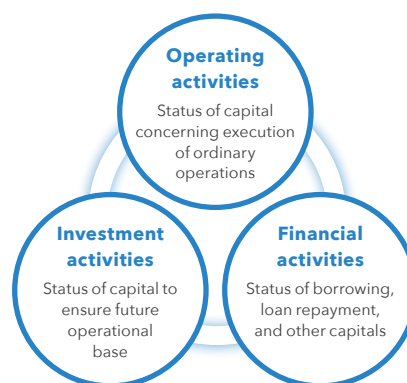 Operating
activities
Status of capital
concerning execution
of ordinary
operations
Investment
activities
Status of capital to
ensure future
operational
base
Financial
activities
Status of borrowing,
loan repayment,
and other capitals